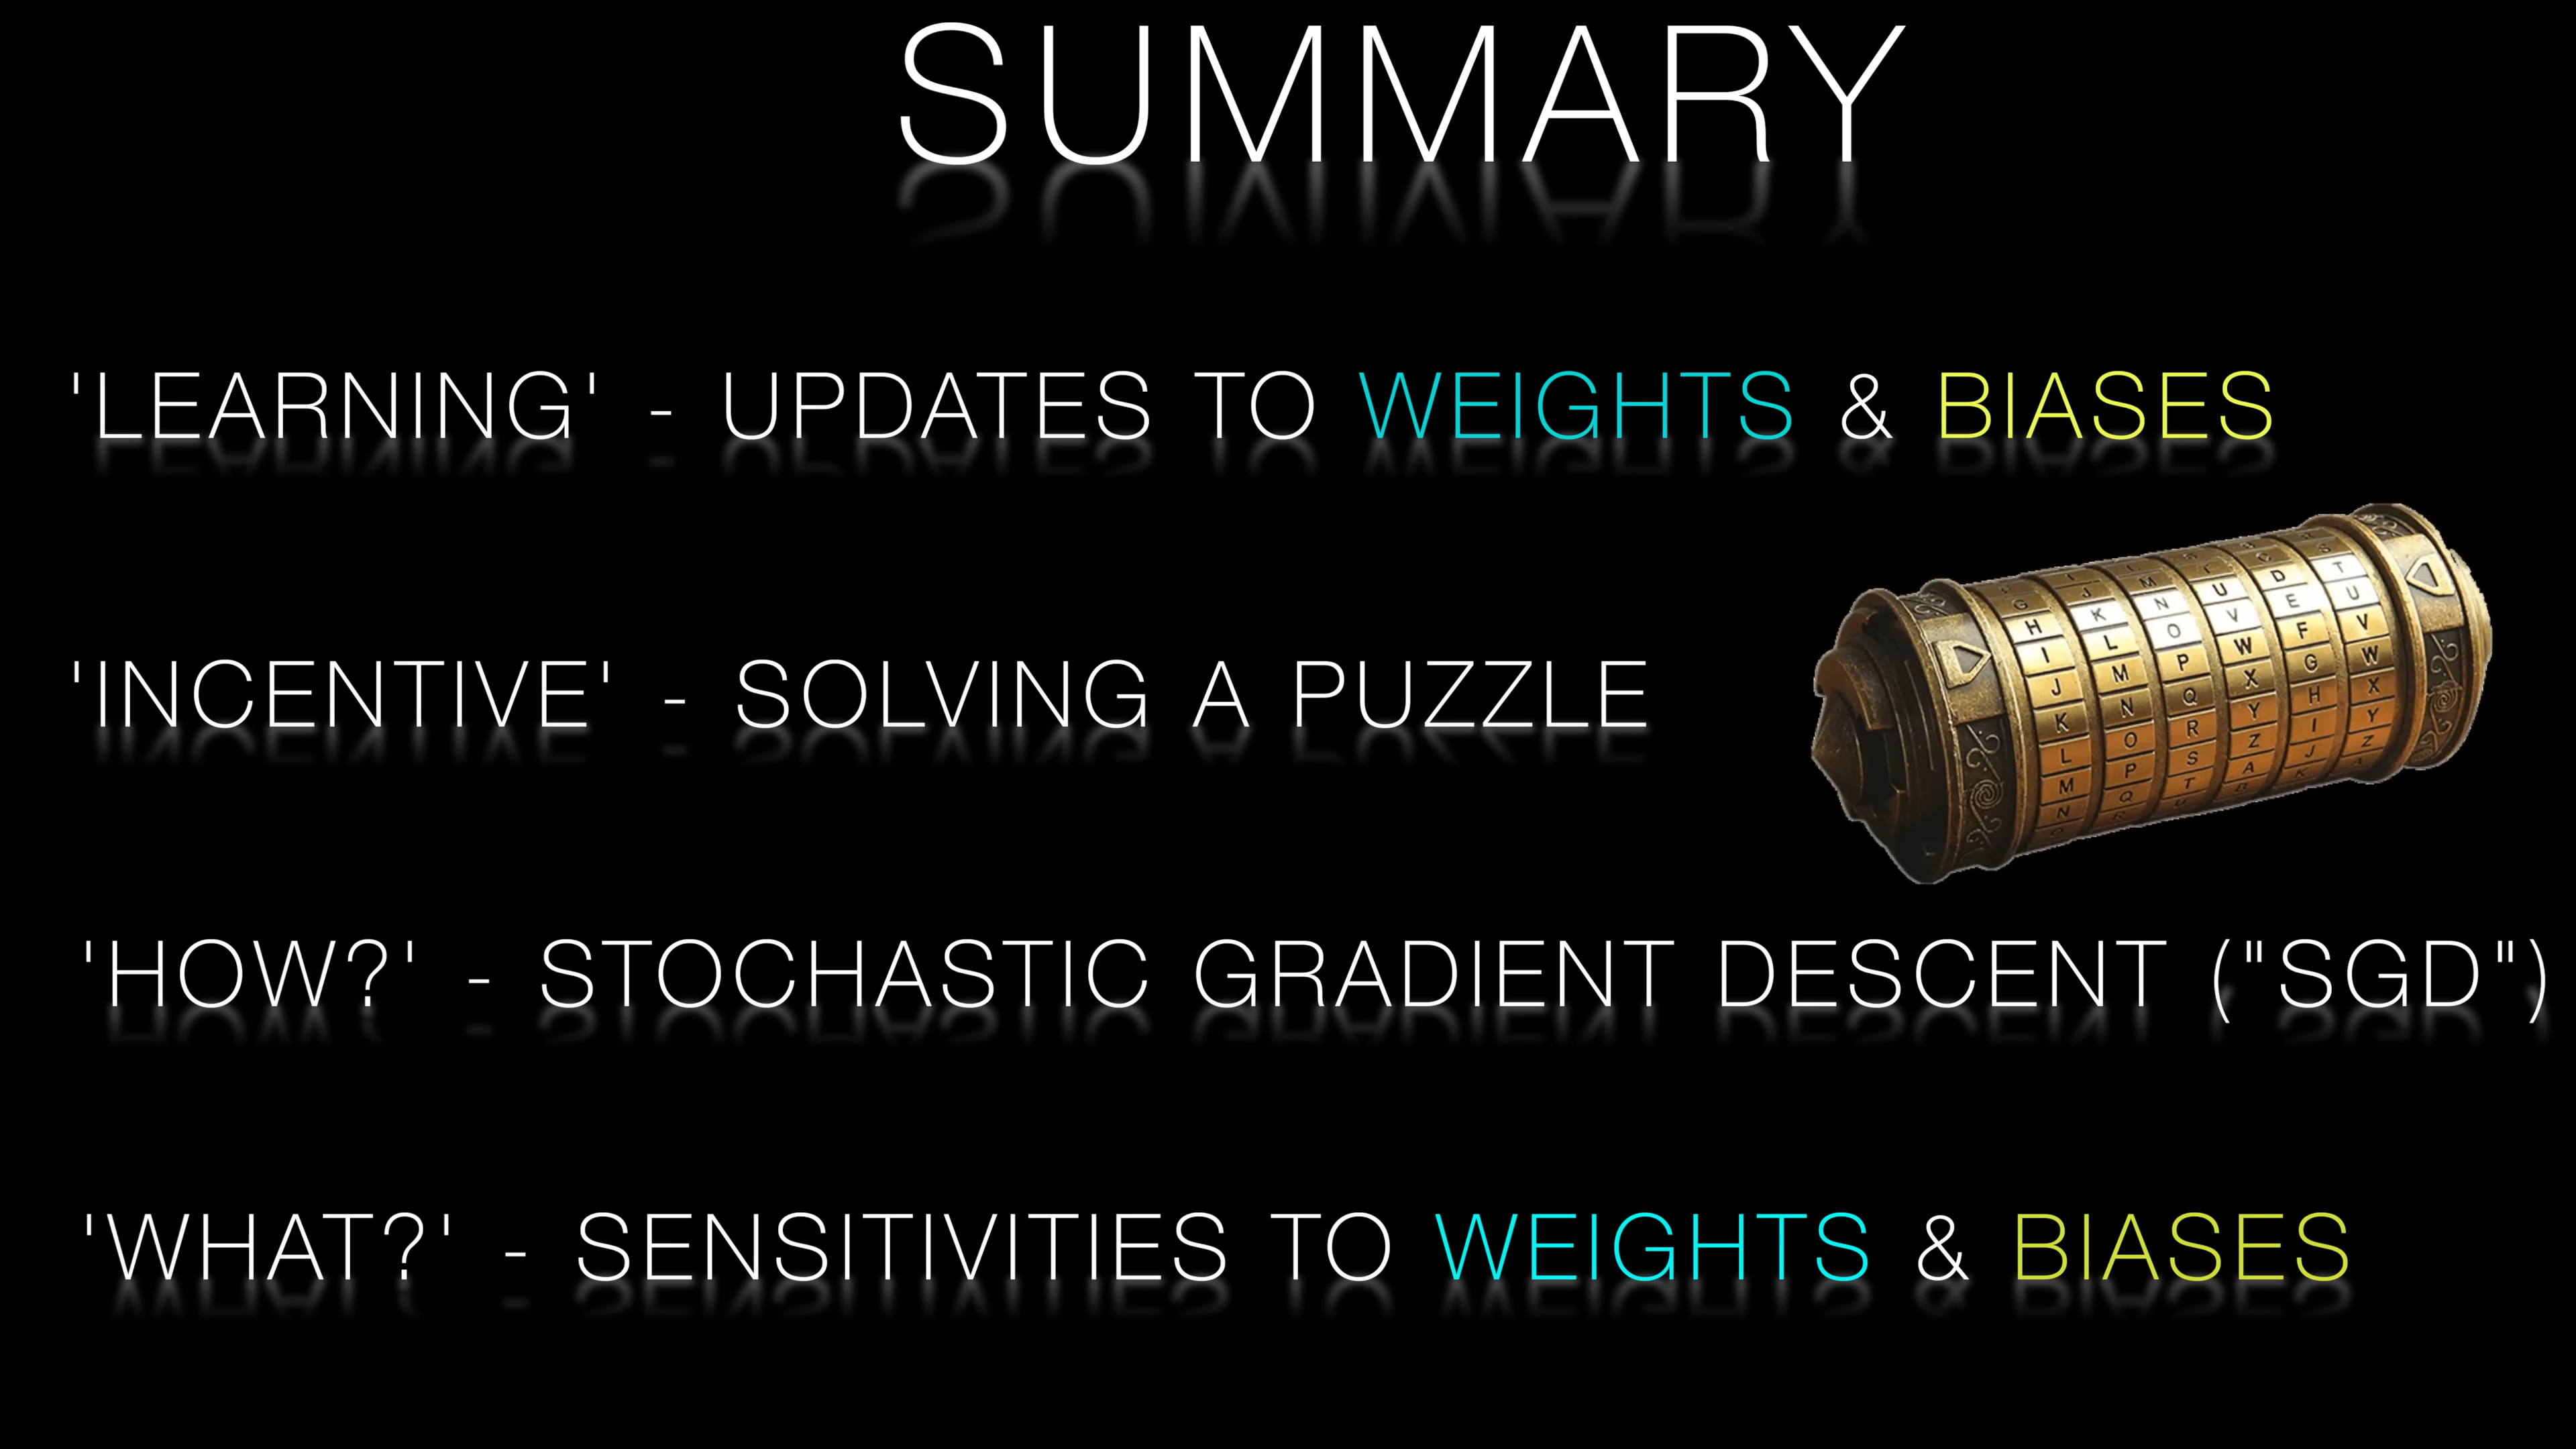 SUMMARY
'LEARNING' - UPDATES TO WEIGHTS & BIASES
'INCENTIVE' - SOLVING A PUZZLE
'HOW?' - STOCHASTIC GRADIENT DESCENT ("SGD")
'WHAT?' - SENSITIVITIES TO WEIGHTS & BIASES